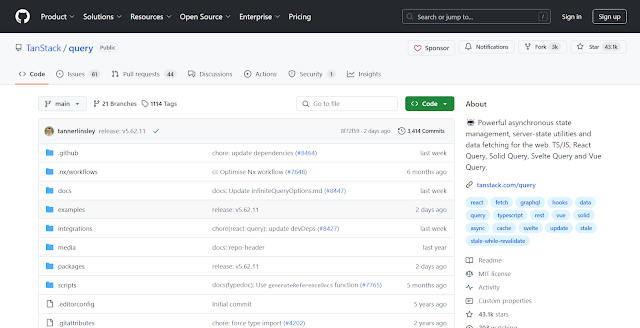 Product Solutions Resources Open Source Enterprise Pricing Search or jump to... / Sign in Sign up
TanStack / query Public Sponsor Notifications Fork 3k Star 43.1k
Code Issues 61 Pull requests 44 Discussions Actions Security 1 Insights
main 21 Branches 1114 Tags Go to file Code
tannerlinsley release: v5.62.11 8f72f59 · 2 days ago 3,414 Commits
.github chore: update dependencies (#8464) last week
.nx/workflows ci: Optimise Nx workflow (#7648) 6 months ago
docs docs: Update infiniteQueryOptions.md (#8447) last week
examples release: v5.62.11 2 days ago
integrations chore(react-query): update devDeps (#8427) last week
media docs: repo-header last year
packages release: v5.62.11 2 days ago
scripts docs(typedoc): Use generateReferenceDocs function (#7765) 5 months ago
.editorconfig Initial commit 5 years ago
.gitattributes chore: force type import (#4202) 2 years ago
About
Powerful asynchronous state
management, server-state utilities and
data fetching for the web. TS/JS, React
Query, Solid Query, Svelte Query and Vue
Query.
tanstack.com/query
react fetch graphql hooks data
query typescript rest vue solid
async cache svelte update stale
stale-while-revalidate
Readme
MIT license
Activity
Custom properties
43.1k stars